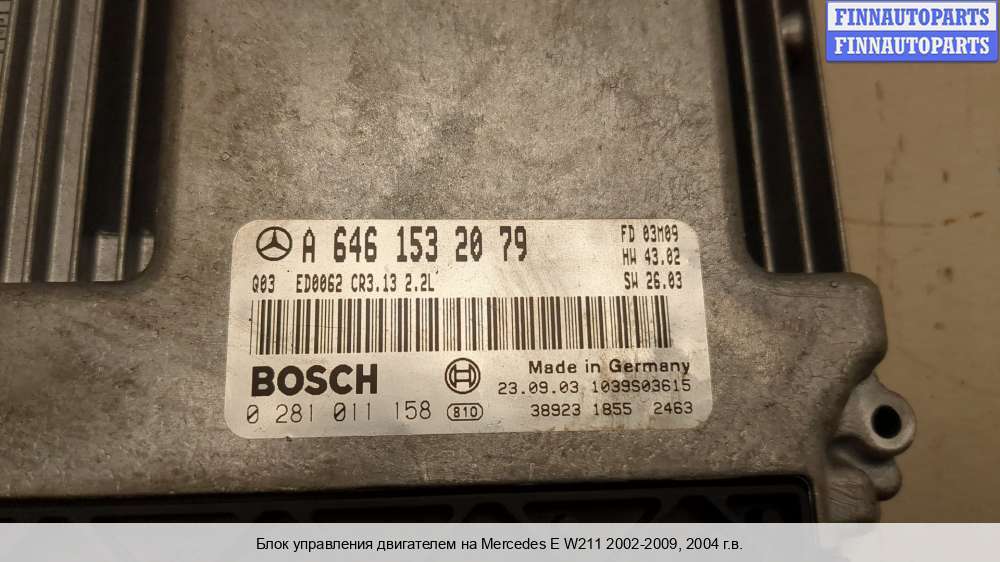 FINNAUTOPARTS
FINNAUTOPARTS
A 646 153 20 79
FD 03M09
HW 43.02
Q03 ED0062 CR3.13 2.2L
SW 26.03
BOSCH
Made in Germany
23.09.03 1039S03615
0 281 011 158 810
38923 1855 2463
Блок управления двигателем на Mercedes E W211 2002-2009, 2004 г.в.